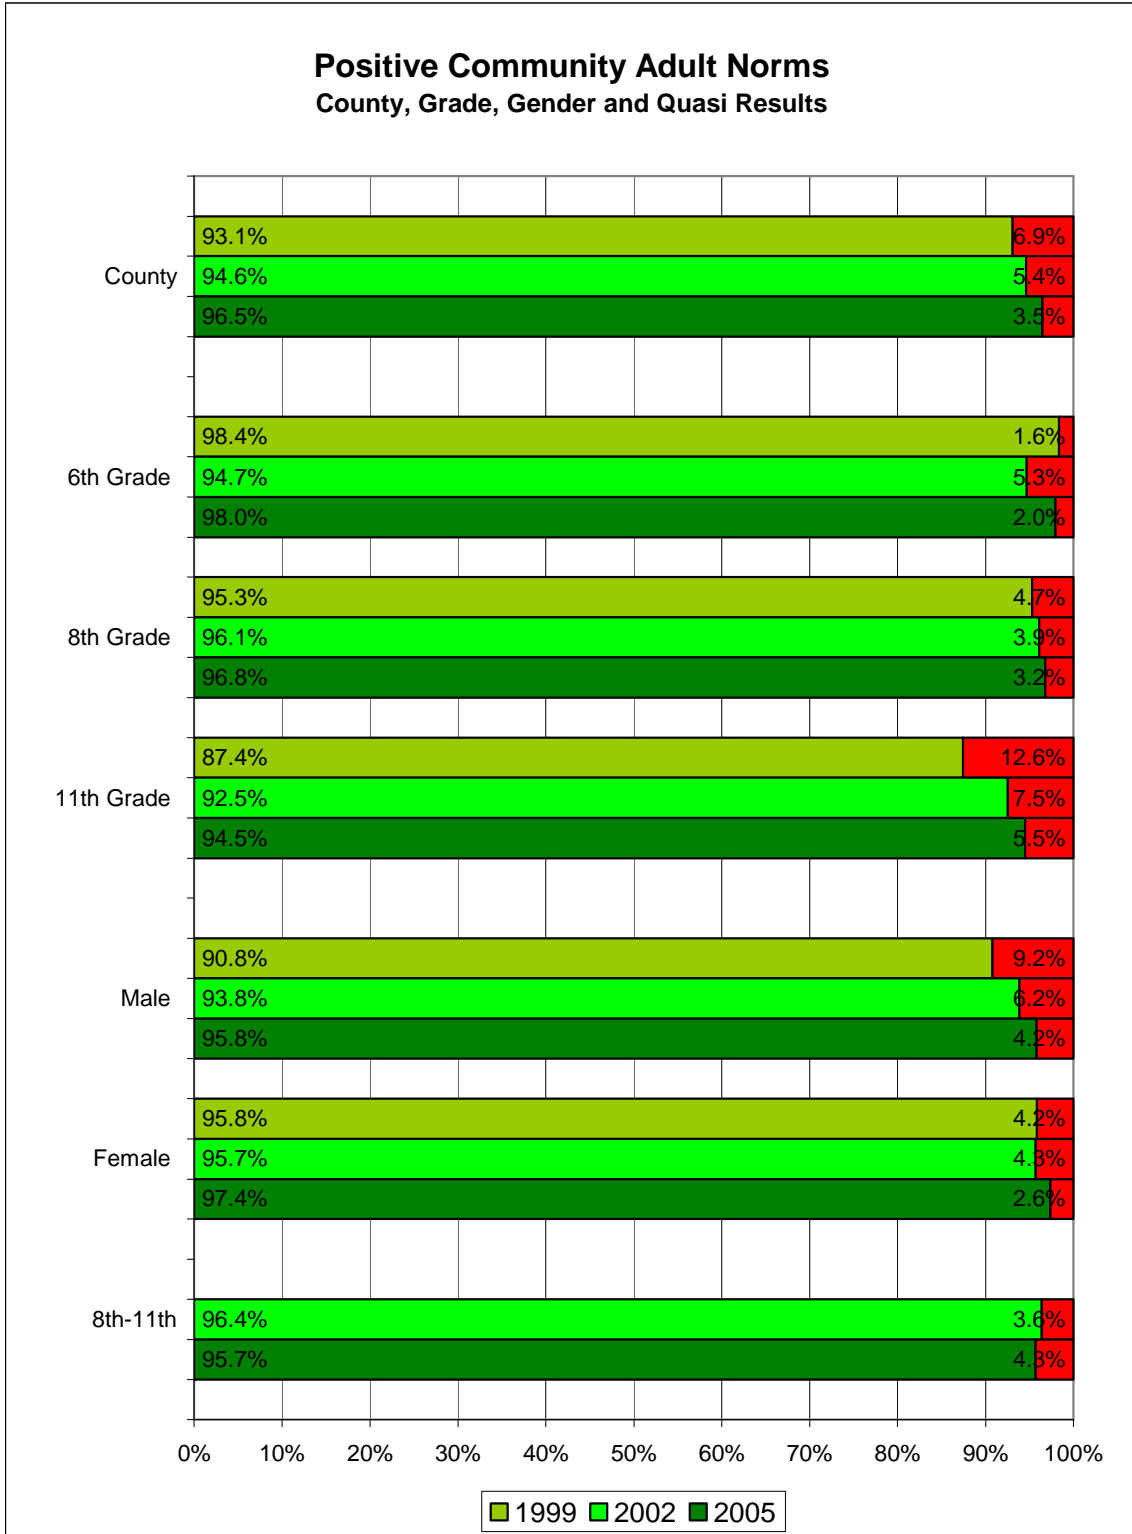 Positive Community Adult Norms
County, Grade, Gender and Quasi Results
County
93.1% 6.9%
94.6% 5.4%
96.5% 3.5%
6th Grade
98.4% 1.6%
94.7% 5.3%
98.0% 2.0%
8th Grade
95.3% 4.7%
96.1% 3.9%
96.8% 3.2%
11th Grade
87.4% 12.6%
92.5% 7.5%
94.5% 5.5%
Male
90.8% 9.2%
93.8% 6.2%
95.8% 4.2%
Female
95.8% 4.2%
95.7% 4.3%
97.4% 2.6%
8th-11th
96.4% 3.6%
95.7% 4.3%
0% 10% 20% 30% 40% 50% 60% 70% 80% 90% 100%
1999 2002 2005